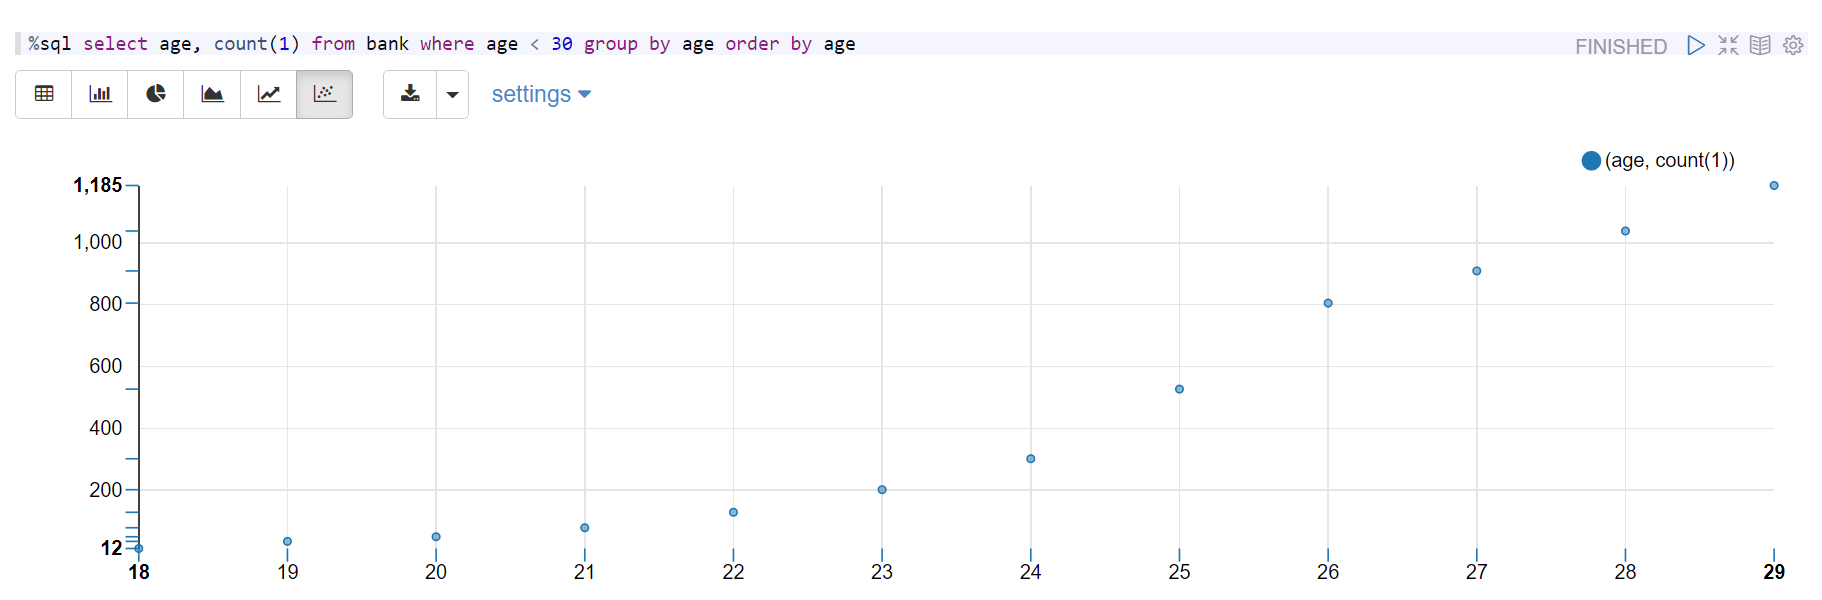 %sql select age, count(1) from bank where age < 30 group by age order by age
FINISHED
settings
(age, count(1))
1,185
1,000
800
600
400
200
12
18 19 20 21 22 23 24 25 26 27 28 29